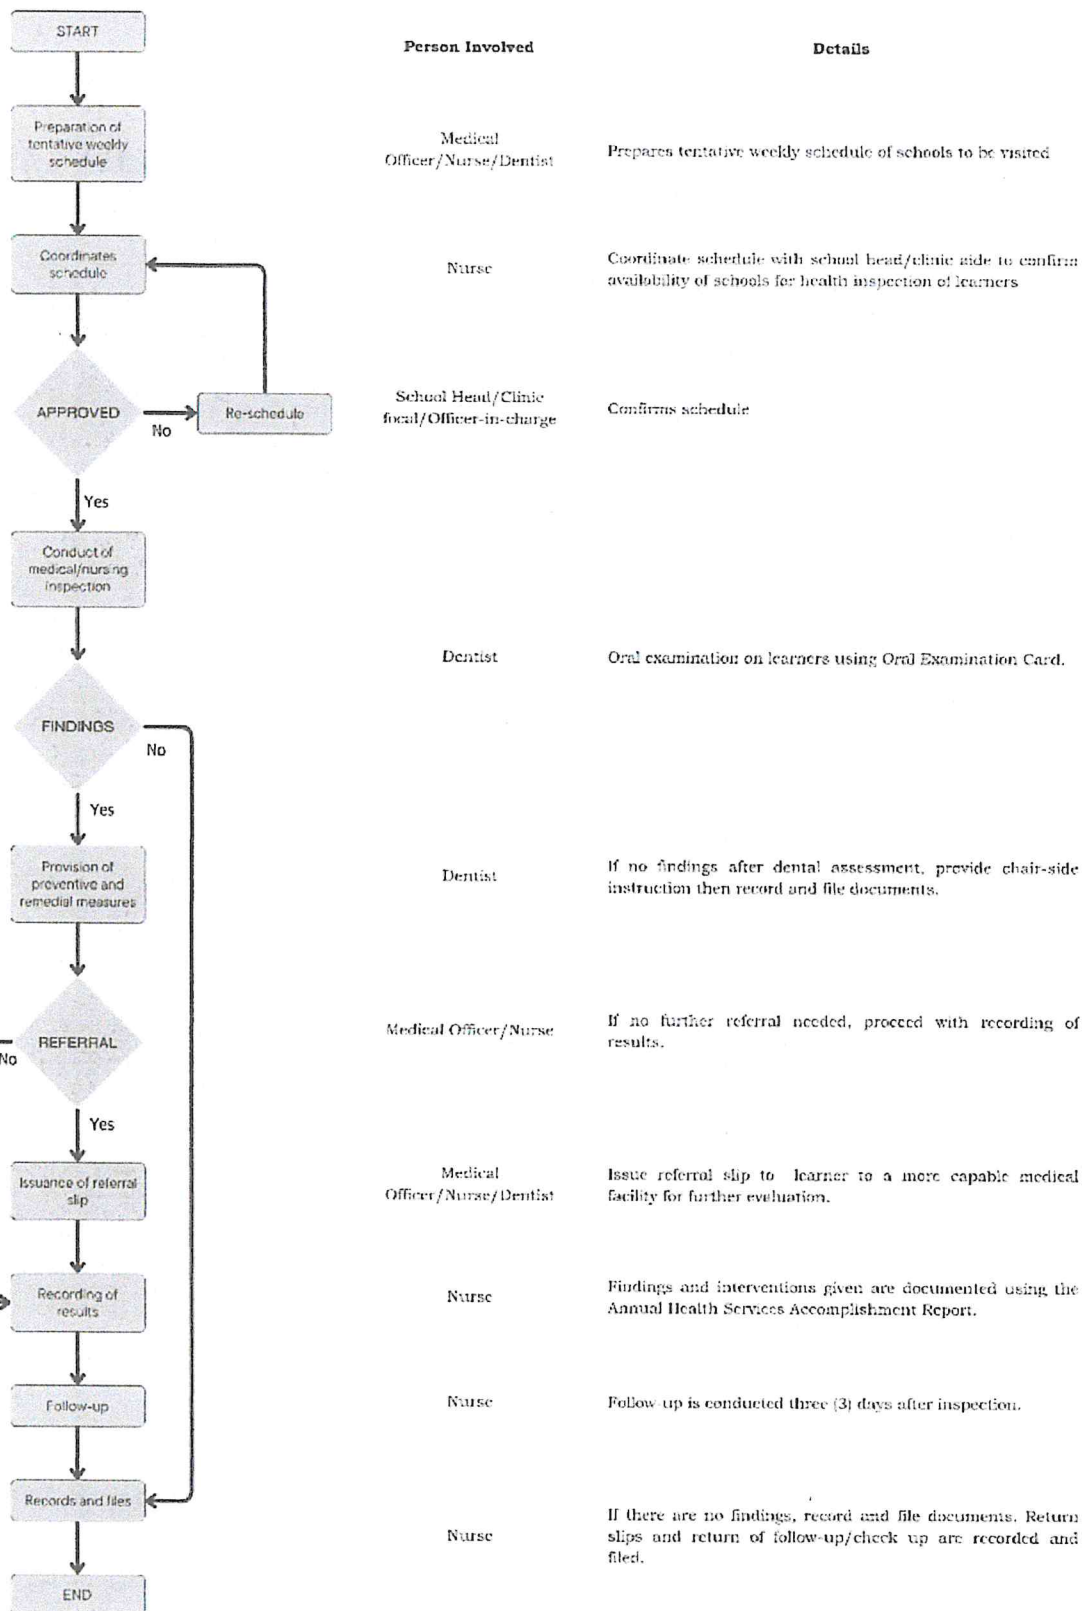 START
Person Involved
Details
Preparation of
tentative weekly
schedule
Medical
Officer/Nurse/Dentist
Prepares tentative weekly schedule of schools to be visited
Coordinates
schedule
Nurse
Coordinate schedule with school head/clinic aide to confirm
availability of schools for health inspection of learners
APPROVED
No
Re-schedule
School Head/Clinic
focal/Officer-in-charge
Confirms schedule
Yes
Conduct of
medical/nursing
inspection
Dentist
Oral examination on learners using Oral Examination Card.
FINDINGS
No
Yes
Provision of
preventive and
remedial measures
Dentist
If no findings after dental assessment, provide chair-side
instruction then record and file documents.
REFERRAL
No
Medical Officer/Nurse
If no further referral needed, proceed with recording of
results.
Yes
Issuance of referral
slip
Medical
Officer/Nurse/Dentist
Issue referral slip to learner to a more capable medical
facility for further evaluation.
Recording of
results
Nurse
Findings and interventions given are documented using the
Annual Health Services Accomplishment Report.
Follow-up
Nurse
Follow-up is conducted three (3) days after inspection.
Records and files
Nurse
If there are no findings, record and file documents. Return
slips and return of follow-up/check up are recorded and
filed.
END